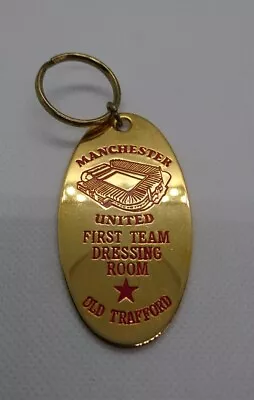 MANCHESTER
UNITED
FIRST TEAM
DRESSING
ROOM
OLD TRAFFORD